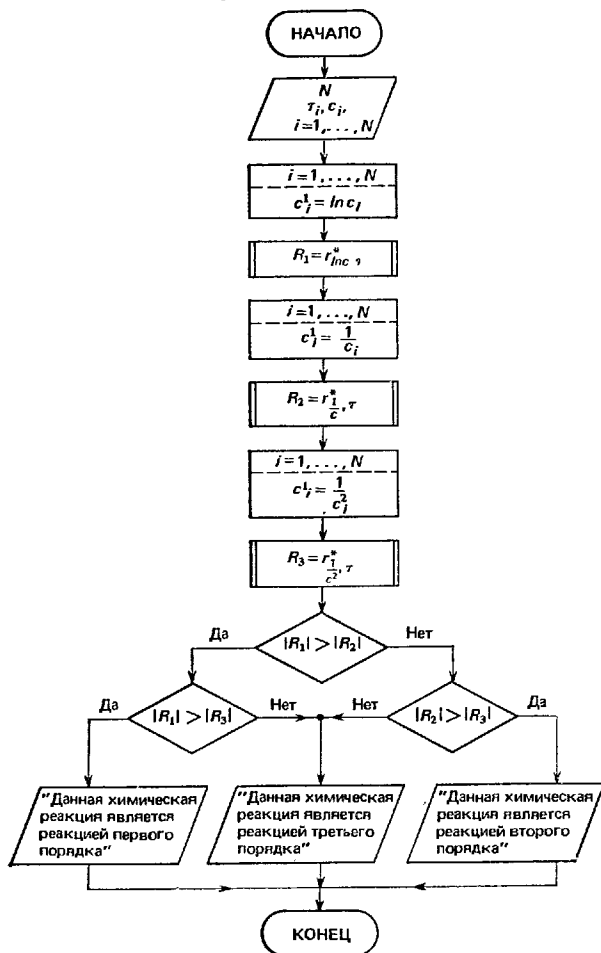 НАЧАЛО
N
τi, ci,
i=1,...,N
i=1,...,N
c¹i = ln ci
R1 = r*ln c
i=1,...,N
c¹i = 1/ci
R2 = r*1/c, τ
i=1,...,N
c¹i = 1/c²i
R3 = r*1/c², τ
Да |R1| > |R2| Нет
Да |R1| > |R3| Нет Нет |R2| > |R3| Да
"Данная химическая
реакция является
реакцией первого
порядка"
"Данная химическая
реакция является
реакцией третьего
порядка"
"Данная химическая
реакция является
реакцией второго
порядка"
КОНЕЦ